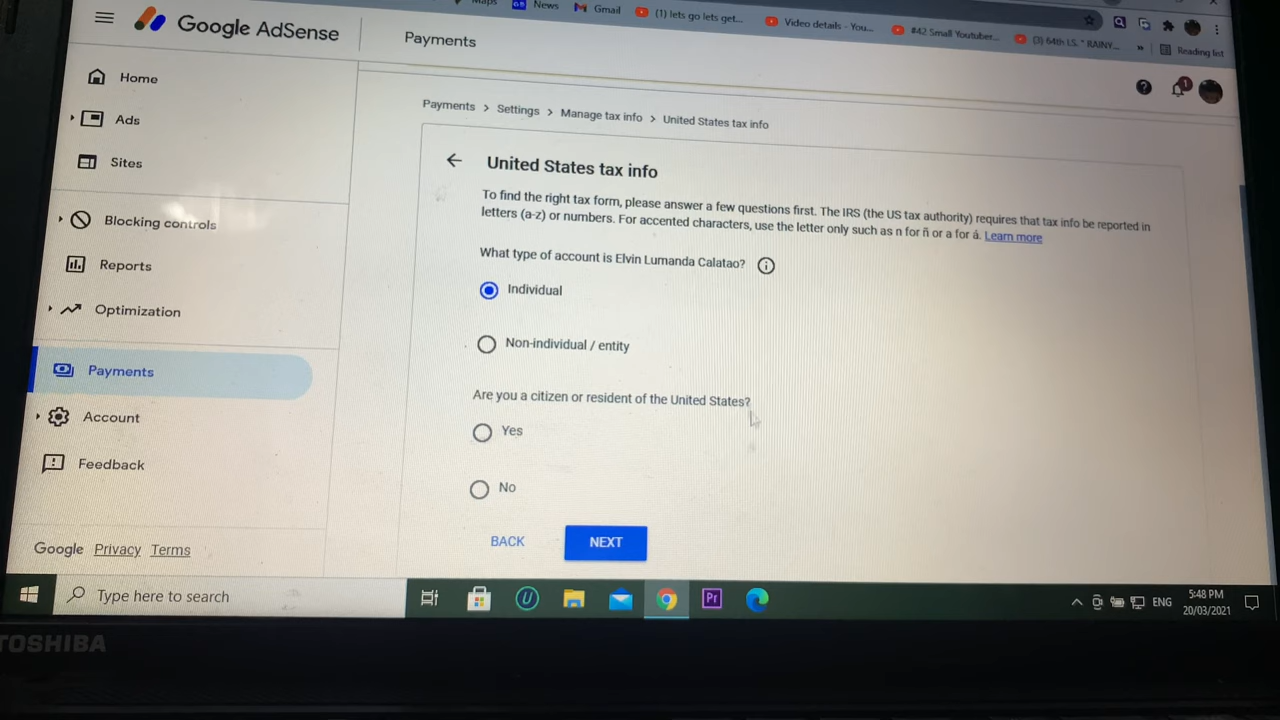 Maps
News
Gmail
(1) lets go lets get...
Video details - You...
#42 Small Youtuber...
(3) 64th I.S. " RAINY...
»
Reading list
Google AdSense
Payments
Home
Ads
Sites
Blocking controls
Reports
Optimization
Payments
Account
Feedback
Google Privacy Terms
1
Payments > Settings > Manage tax info > United States tax info
United States tax info
To find the right tax form, please answer a few questions first. The IRS (the US tax authority) requires that tax info be reported in
letters (a-z) or numbers. For accented characters, use the letter only such as n for ñ or a for á. Learn more
What type of account is Elvin Lumanda Calatao?
Individual
Non-individual / entity
Are you a citizen or resident of the United States?
Yes
No
BACK
NEXT
Type here to search
Pr
ENG
5:48 PM
20/03/2021
TOSHIBA